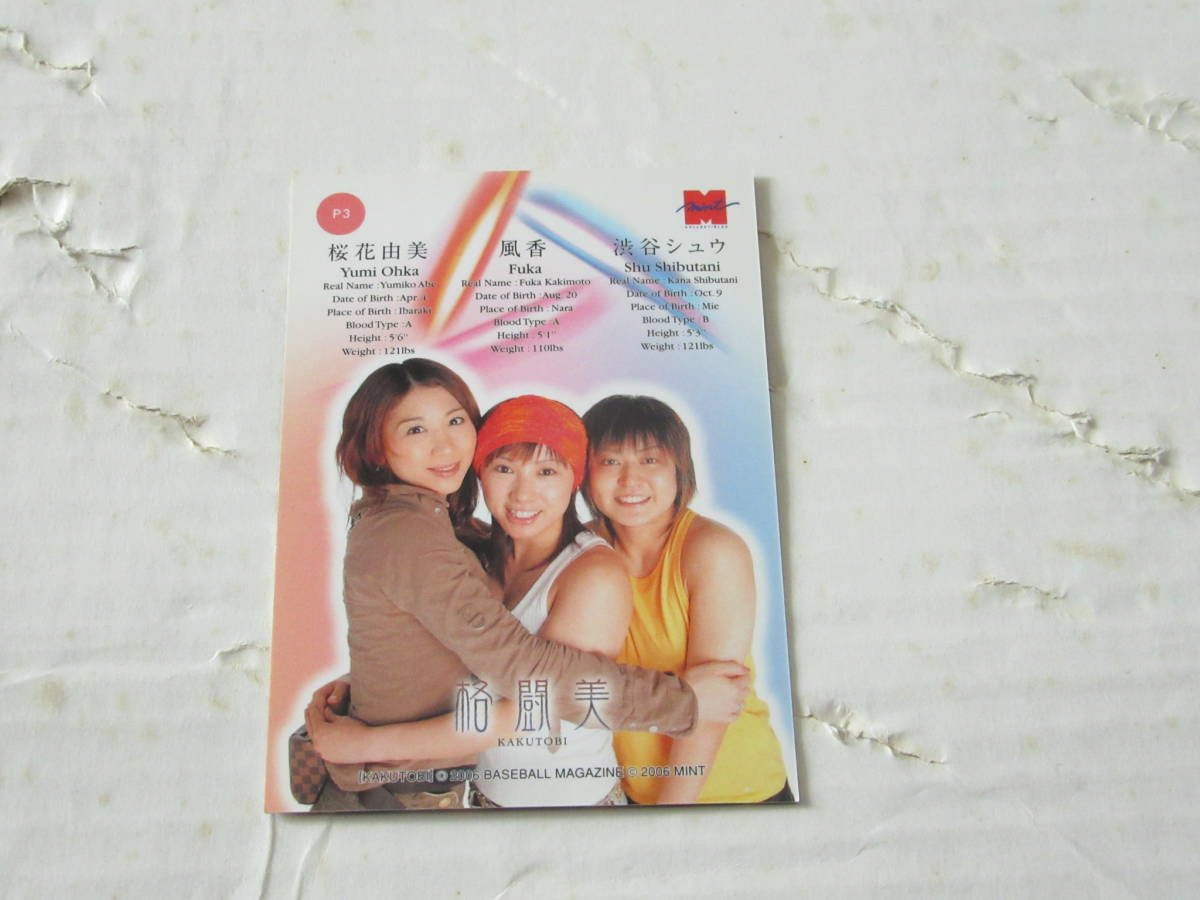 P3
mint
COLLECTIBLES
桜花由美
Yumi Ohka
Real Name : Yumiko Abe
Date of Birth : Apr. 4
Place of Birth : Ibaraki
Blood Type : A
Height : 5'6"
Weight : 121lbs
風香
Fuka
Real Name : Fuka Kakimoto
Date of Birth : Aug. 20
Place of Birth : Nara
Blood Type : A
Height : 5'1"
Weight : 110lbs
渋谷シュウ
Shu Shibutani
Real Name : Kana Shibutani
Date of Birth : Oct. 9
Place of Birth : Mie
Blood Type : B
Height : 5'3"
Weight : 121lbs
格闘美
KAKUTOBI
[KAKUTOBI] © 2006 BASEBALL MAGAZINE © 2006 MINT